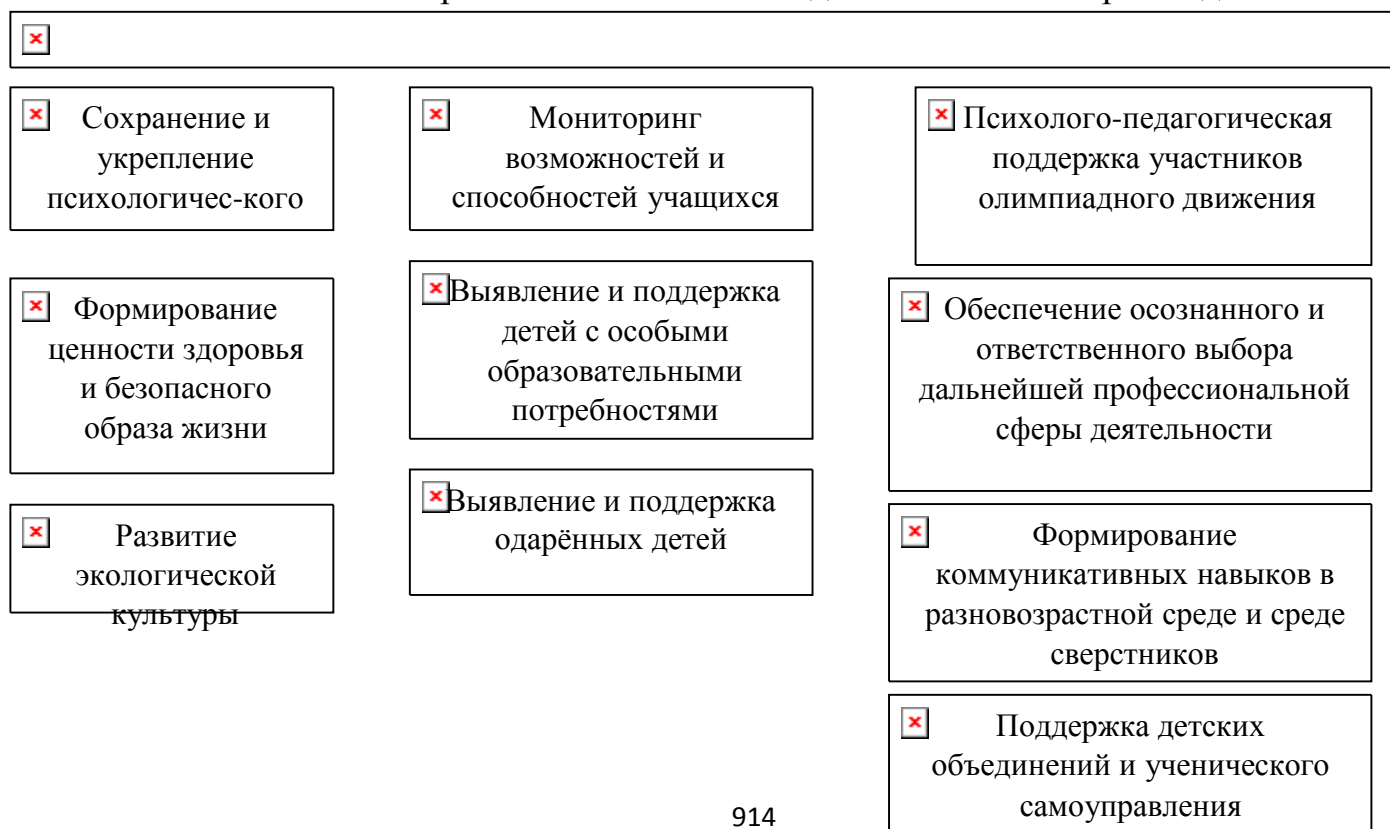 Сохранение и
укрепление
психологичес-кого
Формирование
ценности здоровья
и безопасного
образа жизни
Развитие
экологической
культуры
Мониторинг
возможностей и
способностей учащихся
Выявление и поддержка
детей с особыми
образовательными
потребностями
Выявление и поддержка
одарённых детей
Психолого-педагогическая
поддержка участников
олимпиадного движения
Обеспечение осознанного и
ответственного выбора
дальнейшей профессиональной
сферы деятельности
Формирование
коммуникативных навыков в
разновозрастной среде и среде
сверстников
Поддержка детских
объединений и ученического
самоуправления
914